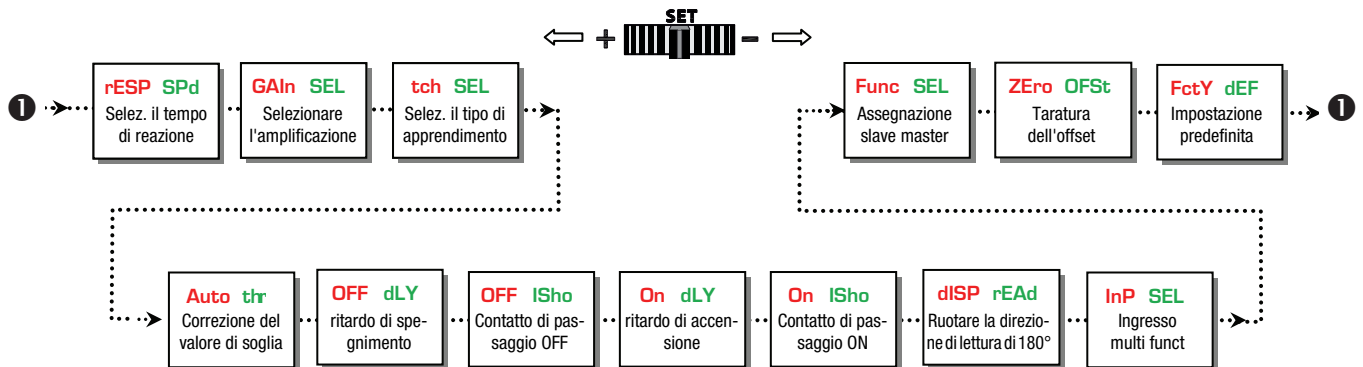 SET
+ -
❶
rESP SPd
Selez. il tempo
di reazione
GAIn SEL
Selezionare
l'amplificazione
tch SEL
Selez. il tipo di
apprendimento
Func SEL
Assegnazione
slave master
ZEro OFSt
Taratura
dell'offset
FctY dEF
Impostazione
predefinita
❶
Auto thr
Correzione del
valore di soglia
OFF dLY
ritardo di spe-
gnimento
OFF ISho
Contatto di pas-
saggio OFF
On dLY
ritardo di accen-
sione
On ISho
Contatto di pas-
saggio ON
dISP rEAd
Ruotare la direzio-
ne di lettura di 180°
InP SEL
Ingresso
multi funct